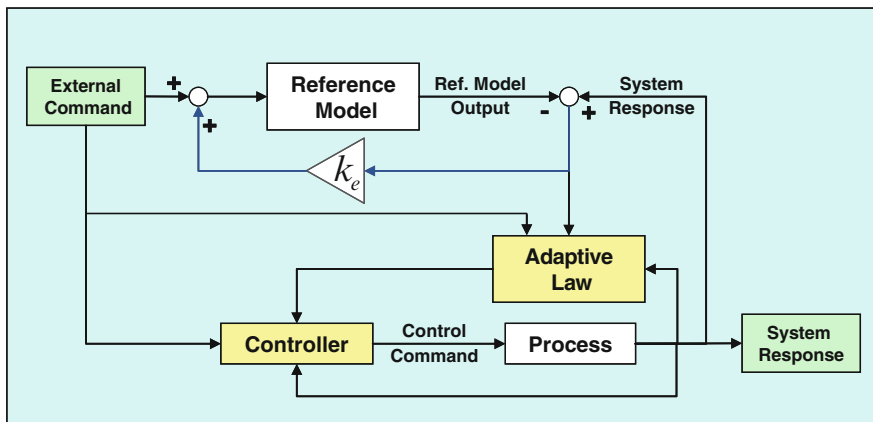 External
Command
+
+
Reference
Model
Ref. Model
Output
-
+
System
Response
k_e
Adaptive
Law
Controller
Control
Command
Process
System
Response